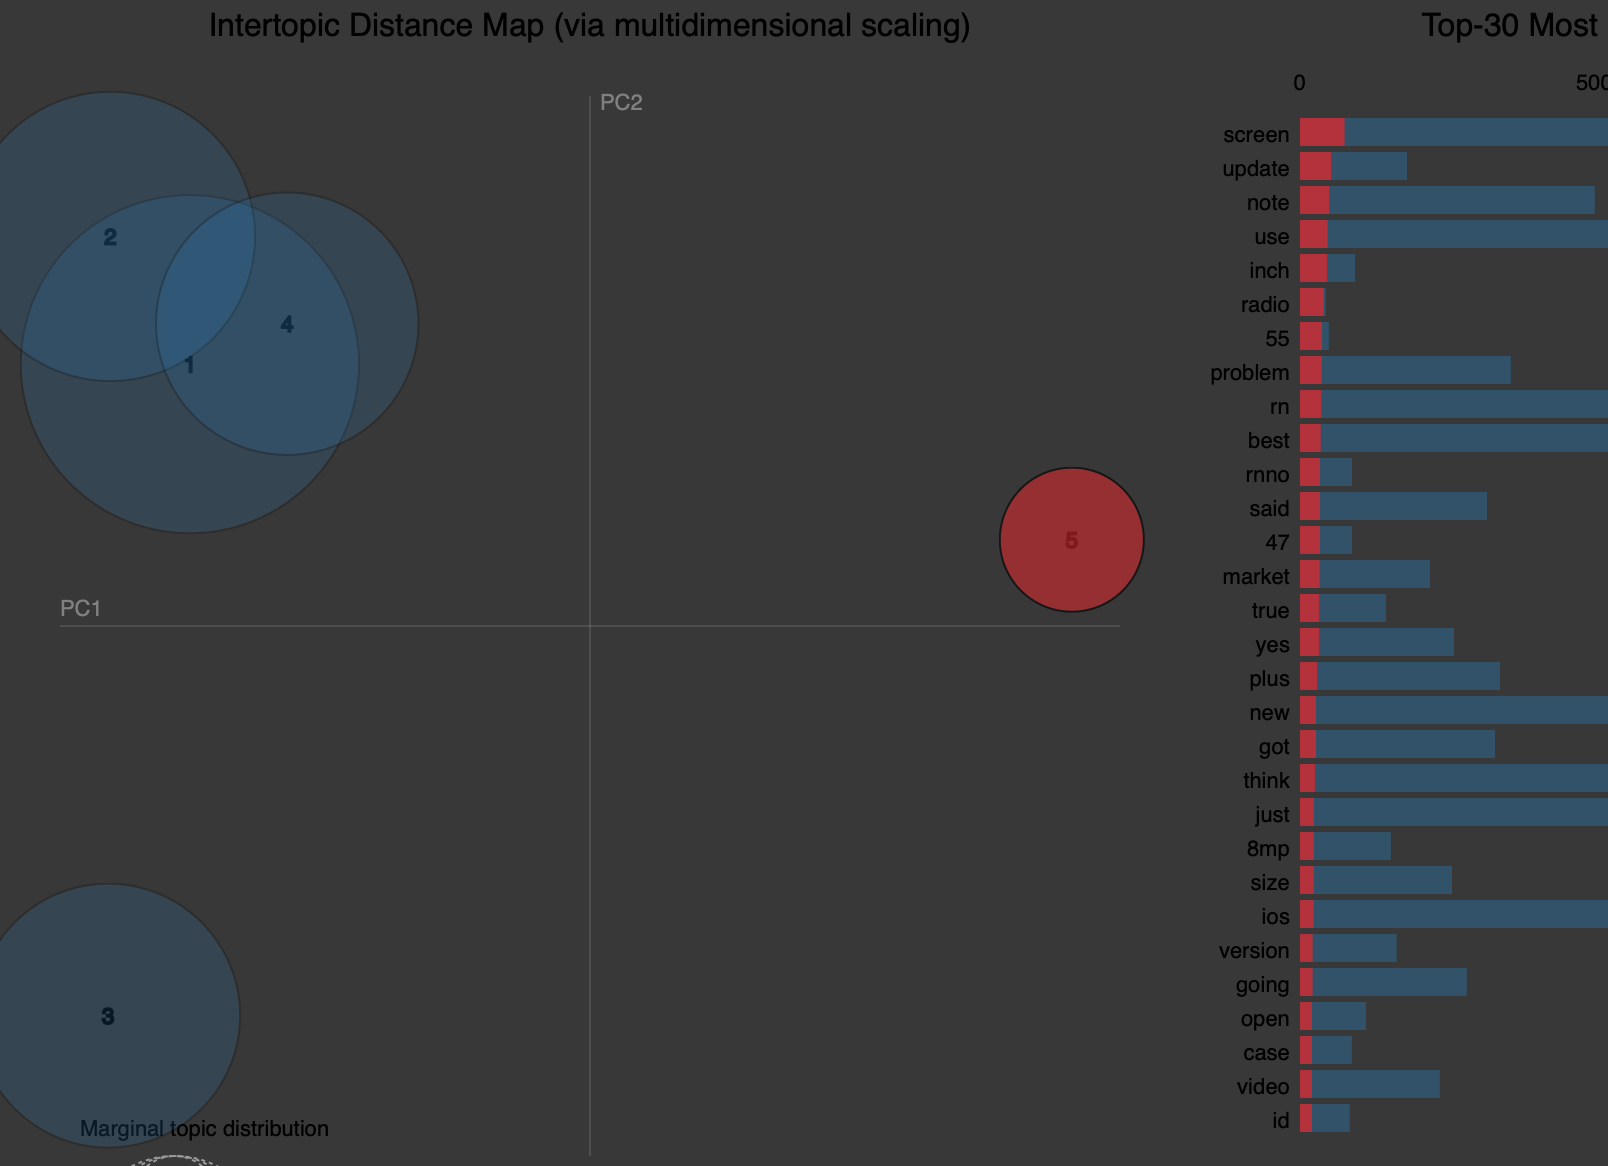 Intertopic Distance Map (via multidimensional scaling)
PC2
2
4
1
5
PC1
3
Marginal topic distribution
Top-30 Most
0
500
screen
update
note
use
inch
radio
55
problem
rn
best
rnno
said
47
market
true
yes
plus
new
got
think
just
8mp
size
ios
version
going
open
case
video
id